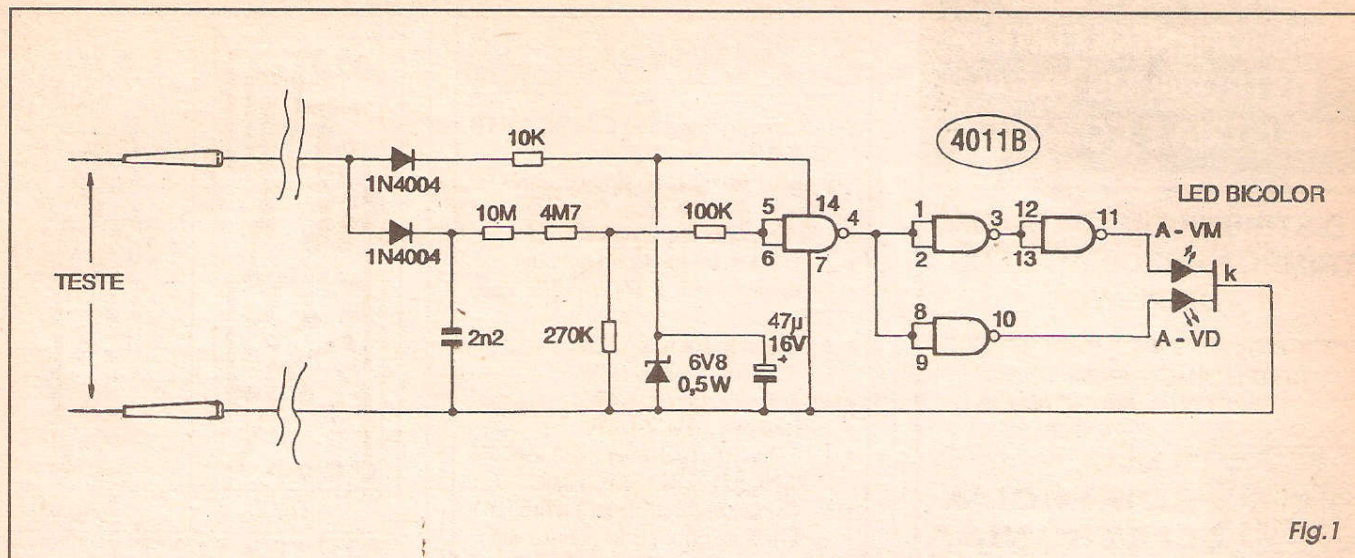 4011B
10K
1N4004
LED BICOLOR
10M
4M7
100K
5
14
4
6
7
1
3
12
11
2
13
A - VM
1N4004
k
TESTE
2n2
270K
6V8
0,5W
47µ
16V
+
8
10
9
A - VD
Fig.1